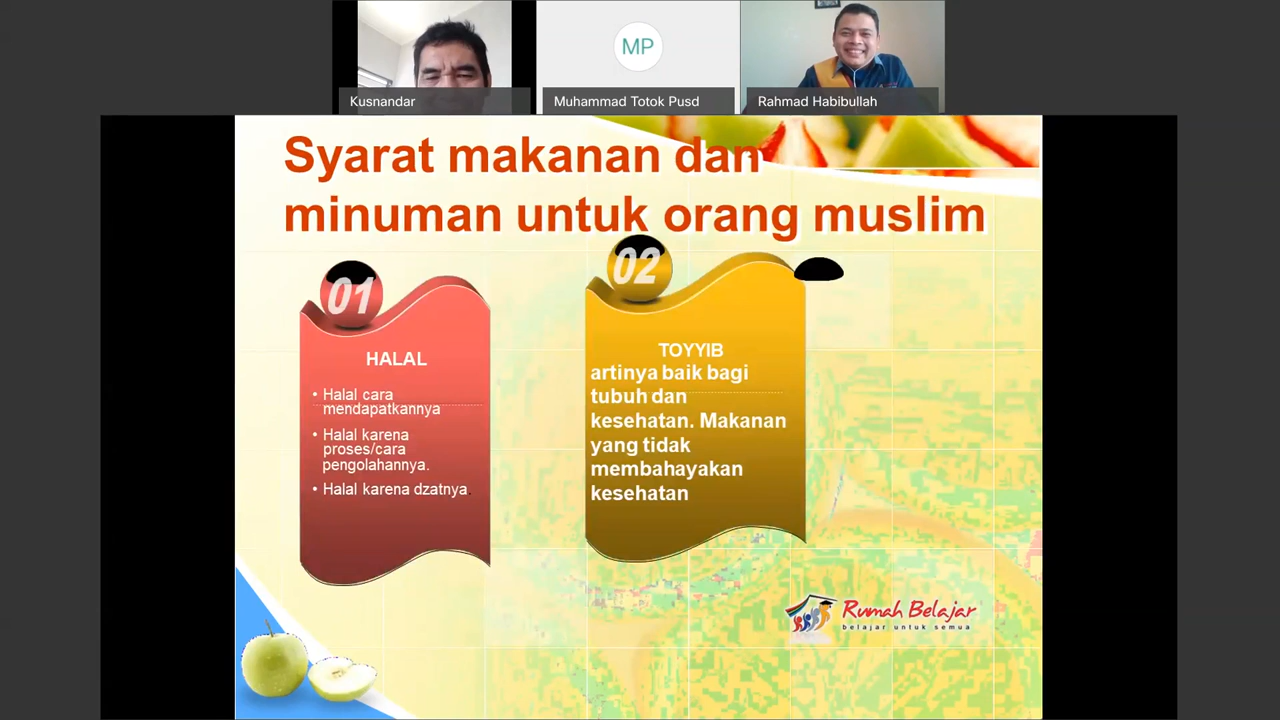 MP
Kusnandar
Muhammad Totok Pusd
Rahmad Habibullah
Syarat makanan dan
minuman untuk orang muslim
01
HALAL
• Halal cara
mendapatkannya
• Halal karena
proses/cara
pengolahannya.
• Halal karena dzatnya.
02
TOYYIB
artinya baik bagi
tubuh dan
kesehatan. Makanan
yang tidak
membahayakan
kesehatan
Rumah Belajar
belajar untuk semua